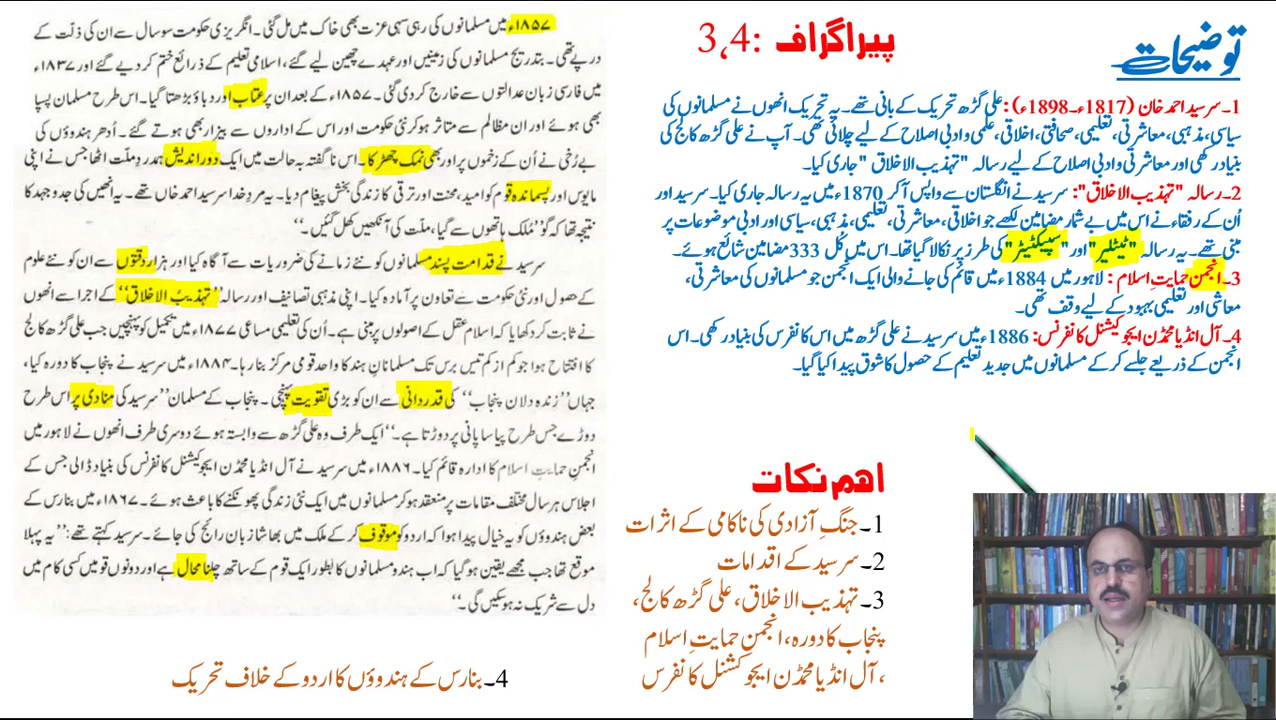 توضیحات
پیراگراف :3,4
1۔سرسید احمد خان (1817ء۔1898ء): علی گڑھ تحریک کے بانی تھے۔یہ تحریک انھوں نے مسلمانوں کی
سیاسی،مذہبی،معاشرتی،تعلیمی،صحافتی،اخلاقی،علمی وادبی اصلاح کے لیے چلائی تھی۔ آپ نے علی گڑھ کالج کی
بنیاد رکھی اور معاشرتی وادبی اصلاح کے لیے رسالہ "تہذیب الاخلاق" جاری کیا۔
2۔رسالہ "تہذیب الاخلاق": سرسید نے انگلستان سے واپس آکر 1870ء میں یہ رسالہ جاری کیا۔ سرسید اور
اُن کے رفقاء نے اس میں بے شمار مضامین لکھے جو اخلاقی، معاشرتی،تعلیمی،مذہبی،سیاسی اور ادبی موضوعات پر
مبنی تھے۔یہ رسالہ "ٹیٹلیر" اور "سپیکٹیٹر" کی طرز پر نکالا گیا تھا۔ اس میں کُل 333 مضامین شائع ہوئے۔
3۔انجمن حمایت اسلام : لاہور میں 1884ء میں قائم کی جانے والی ایک انجمن جو مسلمانوں کی معاشرتی،
معاشی اور تعلیمی بہبود کے لیے وقف تھی۔
4۔آل انڈیا محمڈن ایجوکیشنل کانفرنس: 1886ء میں سرسید نے علی گڑھ میں اس کانفرس کی بنیاد رکھی۔اس
انجمن کے ذریعے جلسے کرکے مسلمانوں میں جدید تعلیم کے حصول کا شوق پیدا کیا گیا۔
۱۸۵۷ء میں مسلمانوں کی رہی سہی عزت بھی خاک میں مل گئی۔ انگریزی حکومت سو سال سے ان کی ذلّت کے
درپے تھی۔ بتدریج مسلمانوں کی زمینیں اور عہدے چھین لیے گئے، اسلامی تعلیم کے ذرائع ختم کر دیے گئے اور ۱۸۳۷ء
میں فارسی زبان عدالتوں سے خارج کر دی گئی۔ ۱۸۵۷ء کے بعد ان پر عتاب اور دباؤ بڑھتا گیا۔ اس طرح مسلمان پسپا
بھی ہوئے اور ان مظالم سے متاثر ہو کر نئی حکومت اور اس کے اداروں سے بیزار بھی ہوتے گئے۔ اُدھر ہندوؤں کی
بے رُخی نے اُن کے زخموں پر اور بھی نمک چھڑکا۔ اس ناگفتہ بہ حالت میں ایک دور اندیش ہمدردِ ملّت اٹھا جس نے اپنی
مایوس اور پسماندہ قوم کو امید، محنت اور ترقی کا زندگی بخش پیغام دیا۔ یہ مردِ خدا سرسید احمد خاں تھے۔ یہ انھیں کی جدوجہد کا
نتیجہ تھا کہ گو ’’مُلک ہاتھوں سے گیا، ملّت کی آنکھیں کھل گئیں۔‘‘
سرسید نے قدامت پسند مسلمانوں کو نئے زمانے کی ضروریات سے آگاہ کیا اور ہزار دقتوں سے ان کو نئے علوم
کے حصول اور نئی حکومت سے تعاون پر آمادہ کیا۔ اپنی مذہبی تصانیف اور رسالہ ’’تہذیبُ الاخلاق‘‘ کے اجرا سے انھوں
نے ثابت کر دکھایا کہ اسلام عقل کے اصولوں پر مبنی ہے۔ اُن کی تعلیمی مساعی ۱۸۷۷ء میں تکمیل کو پہنچیں جب علی گڑھ کالج
کا افتتاح ہوا جو کم از کم تیس برس تک مسلمانانِ ہند کا واحد قومی مرکز بنا رہا۔ ۱۸۸۴ء میں سرسید نے پنجاب کا دورہ کیا،
جہاں ’’زندہ دلانِ پنجاب‘‘ کی قدردانی سے ان کو بڑی تقویت پہنچی۔ پنجاب کے مسلمان ’’سرسید کی منادی پر اس طرح
دوڑے جس طرح پیاسا پانی پر دوڑتا ہے۔‘‘ ایک طرف وہ علی گڑھ سے وابستہ ہوئے دوسری طرف انھوں نے لاہور میں
انجمنِ حمایتِ اسلام کا ادارہ قائم کیا۔ ۱۸۸۶ء میں سرسید نے آل انڈیا محمڈن ایجوکیشنل کانفرنس کی بنیاد ڈالی جس کے
اجلاس ہر سال مختلف مقامات پر منعقد ہو کر مسلمانوں میں ایک نئی زندگی پھونکنے کا باعث ہوئے۔ ۱۸۶۷ء میں بنارس کے
بعض ہندوؤں کو یہ خیال پیدا ہوا کہ اردو کو موقوف کر کے ملک میں بھاشا زبان رائج کی جائے۔ سرسید کہتے تھے: ’’یہ پہلا
موقع تھا جب مجھے یقین ہو گیا کہ اب ہندو مسلمانوں کا بطور ایک قوم کے ساتھ چلنا محال ہے اور دونوں قومیں کسی کام میں
دل سے شریک نہ ہو سکیں گی۔‘‘
اہم نکات
1۔جنگِ آزادی کی ناکامی کے اثرات
2۔سرسید کے اقدامات
3۔تہذیب الاخلاق، علی گڑھ کالج،
پنجاب کا دورہ، انجمن حمایتِ اسلام
،آل انڈیا محمڈن ایجوکیشنل کانفرس
4۔بنارس کے ہندوؤں کا اردو کے خلاف تحریک